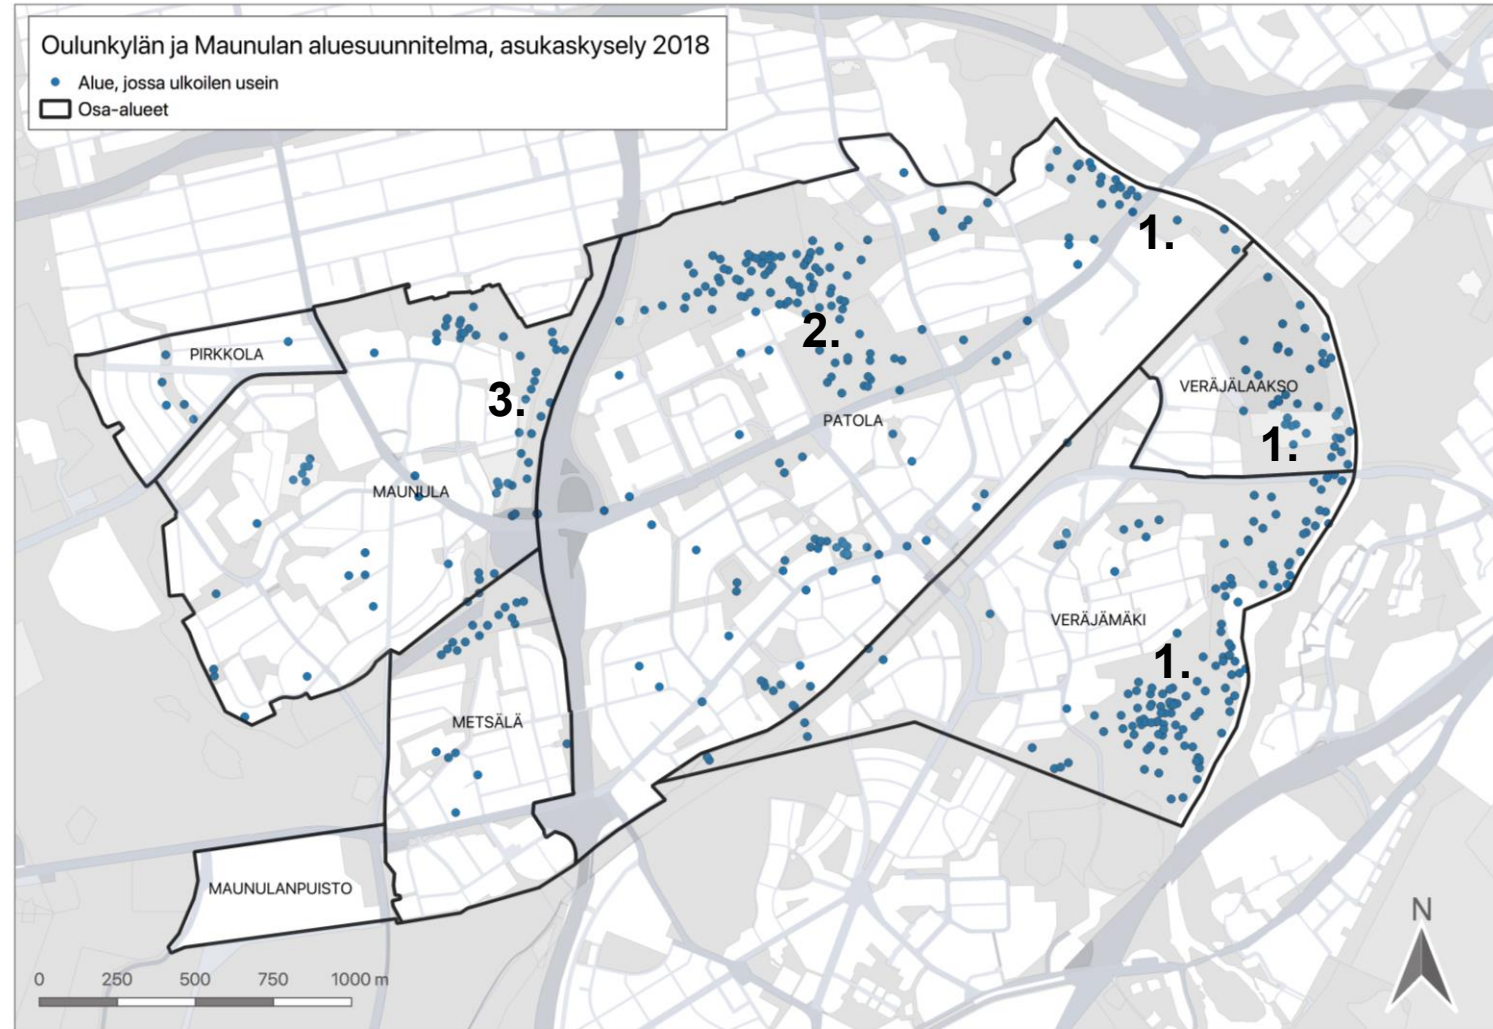 Oulunkylän ja Maunulan aluesuunnitelma, asukaskysely 2018
Alue, jossa ulkoilen usein
Osa-alueet
1.
2.
PIRKKOLA
3.
VERÄJÄLAAKSO
PATOLA
1.
MAUNULA
VERÄJÄMÄKI
1.
METSÄLÄ
MAUNULANPUISTO
N
0 250 500 750 1000 m